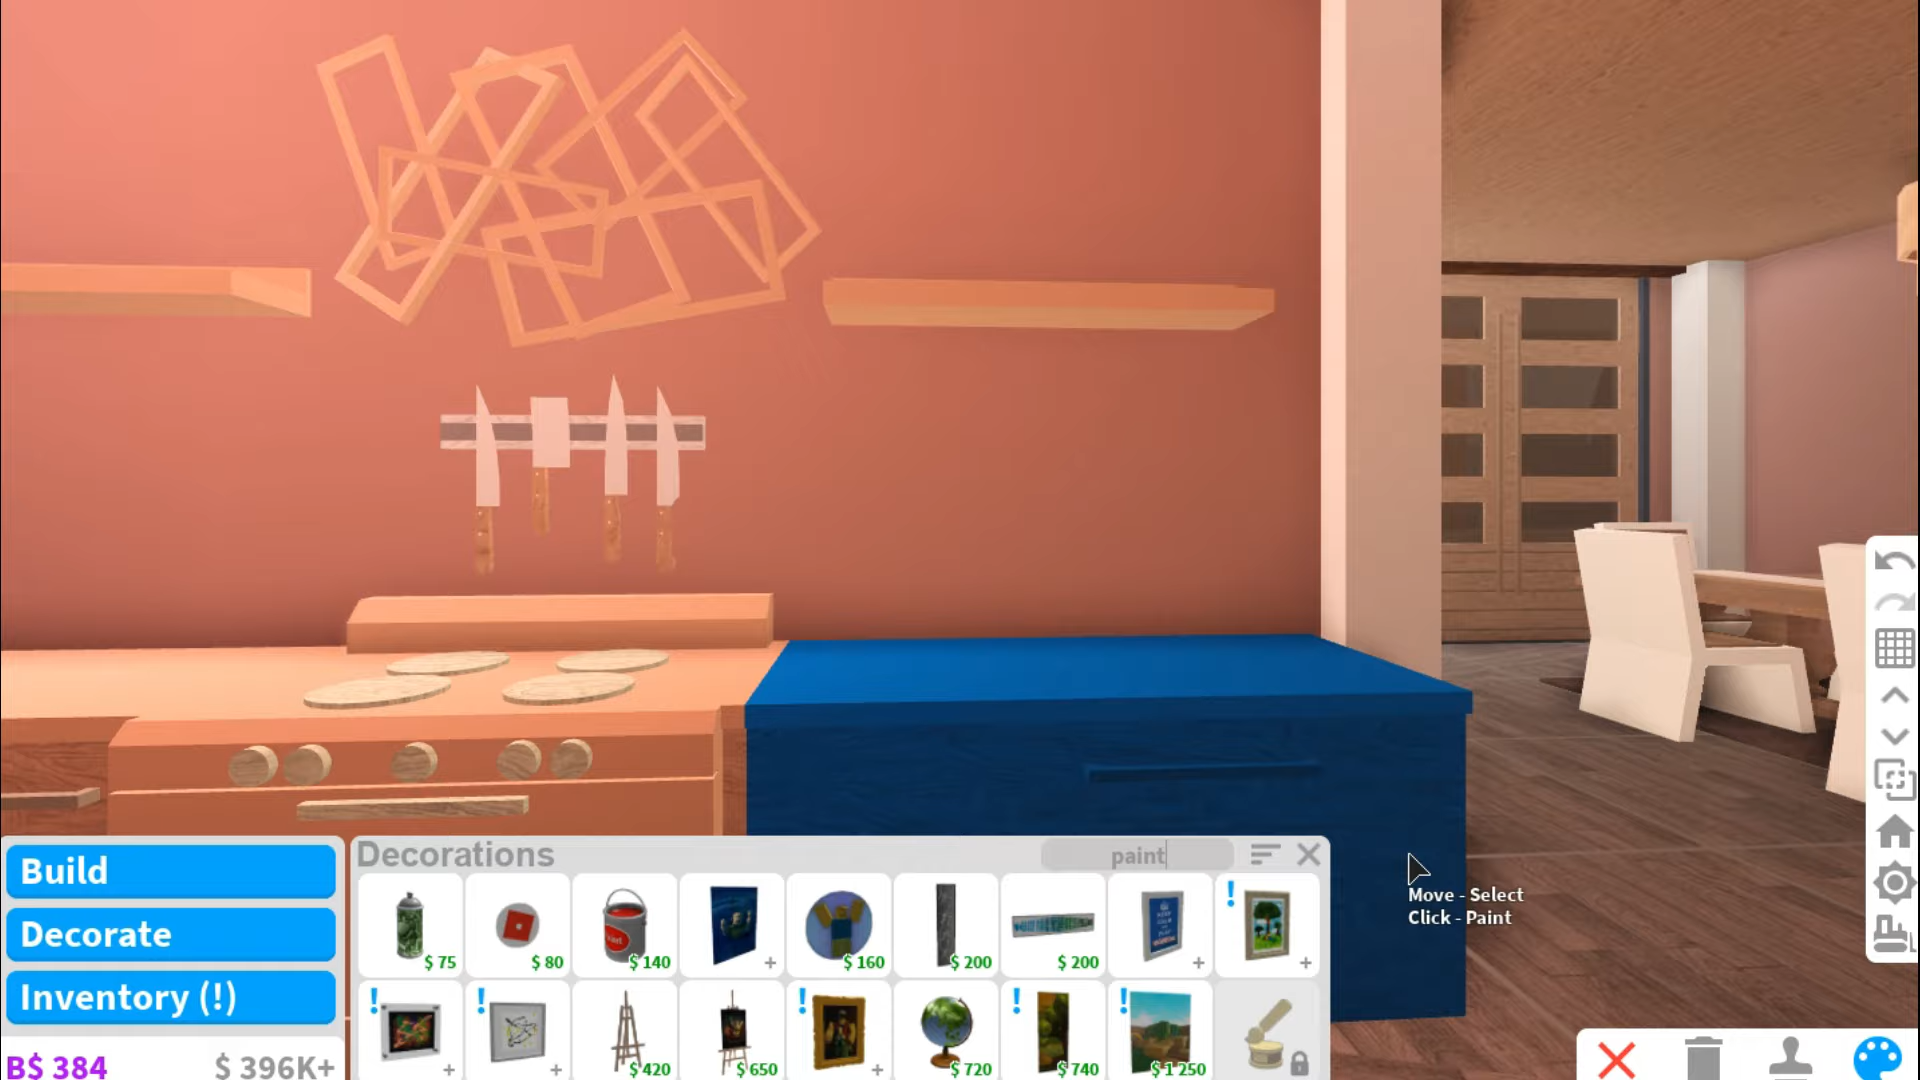 Build
Decorate
Inventory (!)
B$ 384
$ 396K+
Decorations
paint
$ 75
$ 80
$ 140
+
$ 160
$ 200
$ 200
+
!
+
!
+
!
+
$ 420
$ 650
!
+
$ 720
!
$ 740
!
$ 1 250
Move - Select
Click - Paint